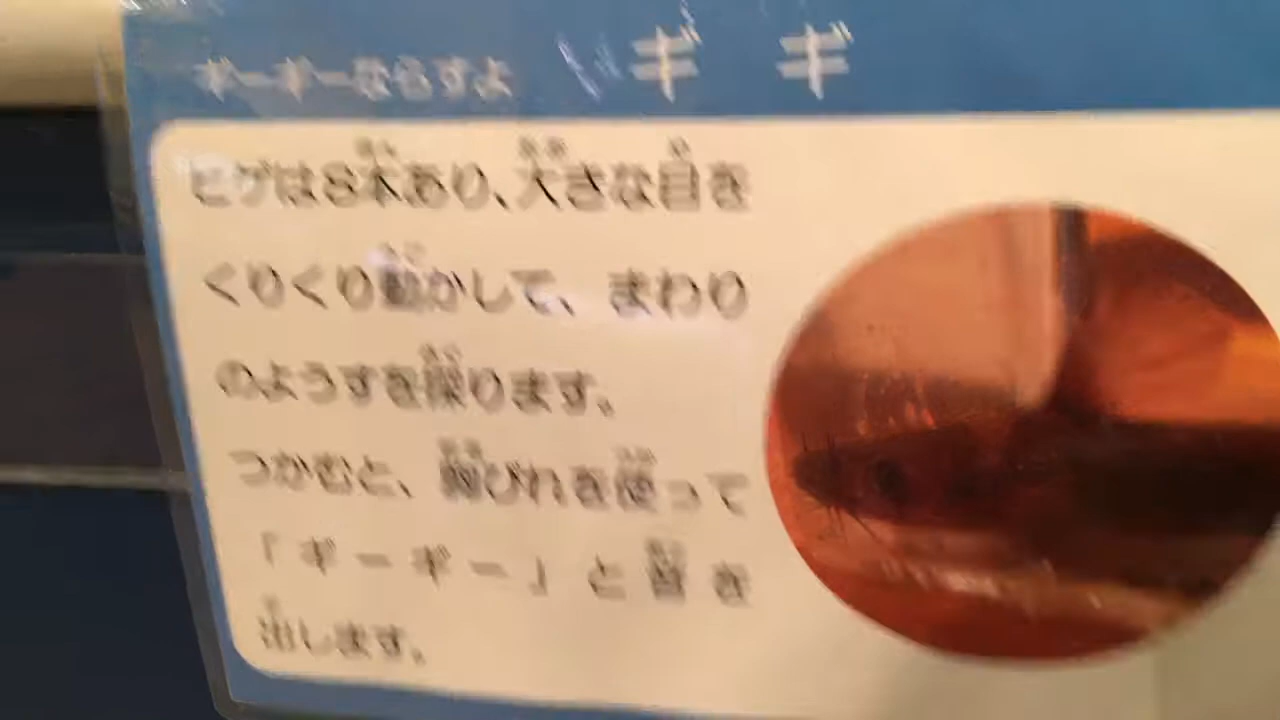 ギーギーならすよ
ギギ
ヒゲは8本あり、大きな目を
くりくり動かして、まわり
のようすを探ります。
つかむと、胸びれを使って
「ギーギー」と音を
出します。